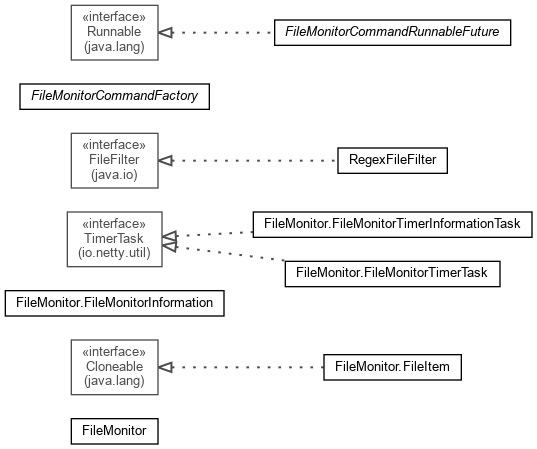 «interface»
Runnable
(java.lang)
FileMonitorCommandRunnableFuture
FileMonitorCommandFactory
«interface»
FileFilter
(java.io)
RegexFileFilter
«interface»
TimerTask
(io.netty.util)
FileMonitor.FileMonitorTimerInformationTask
FileMonitor.FileMonitorTimerTask
FileMonitor.FileMonitorInformation
«interface»
Cloneable
(java.lang)
FileMonitor.FileItem
FileMonitor